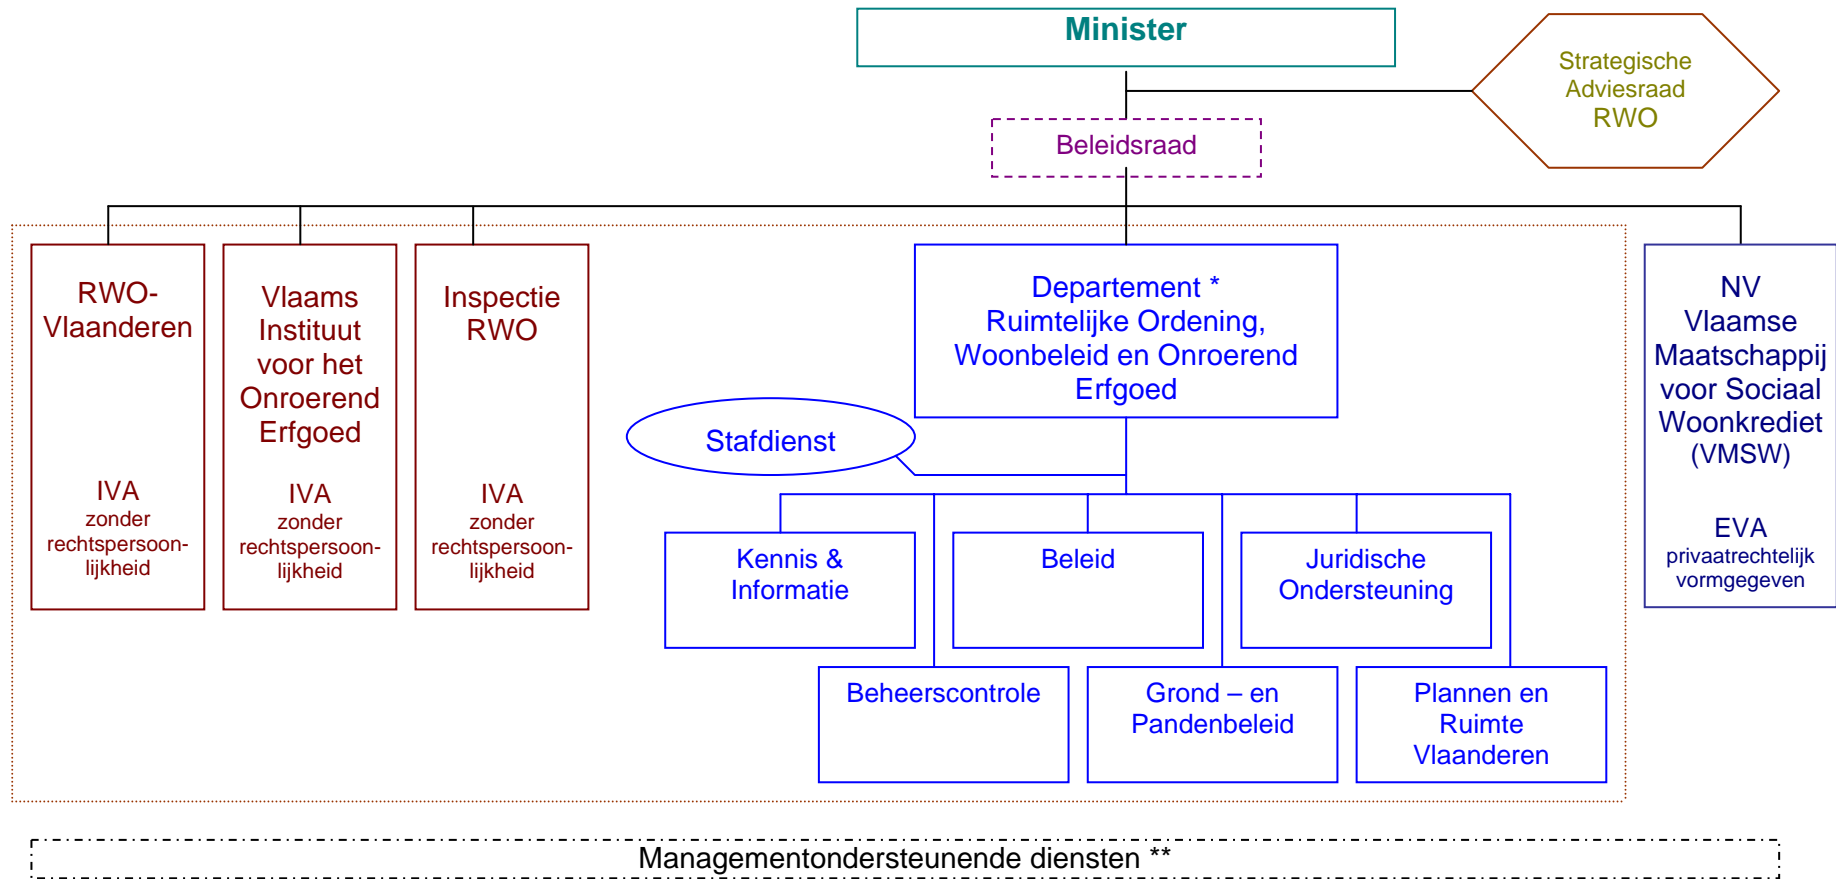 Minister
Strategische
Adviesraad
RWO
Beleidsraad
RWO-
Vlaanderen
IVA
zonder
rechtspersoon-
lijkheid
Vlaams
Instituut
voor het
Onroerend
Erfgoed
IVA
zonder
rechtspersoon-
lijkheid
Inspectie
RWO
IVA
zonder
rechtspersoon-
lijkheid
Departement *
Ruimtelijke Ordening,
Woonbeleid en Onroerend
Erfgoed
NV
Vlaamse
Maatschappij
voor Sociaal
Woonkrediet
(VMSW)
EVA
privaatrechtelijk
vormgegeven
Stafdienst
Kennis &
Informatie
Beleid
Juridische
Ondersteuning
Beheerscontrole
Grond – en
Pandenbeleid
Plannen en
Ruimte
Vlaanderen
Managementondersteunende diensten **